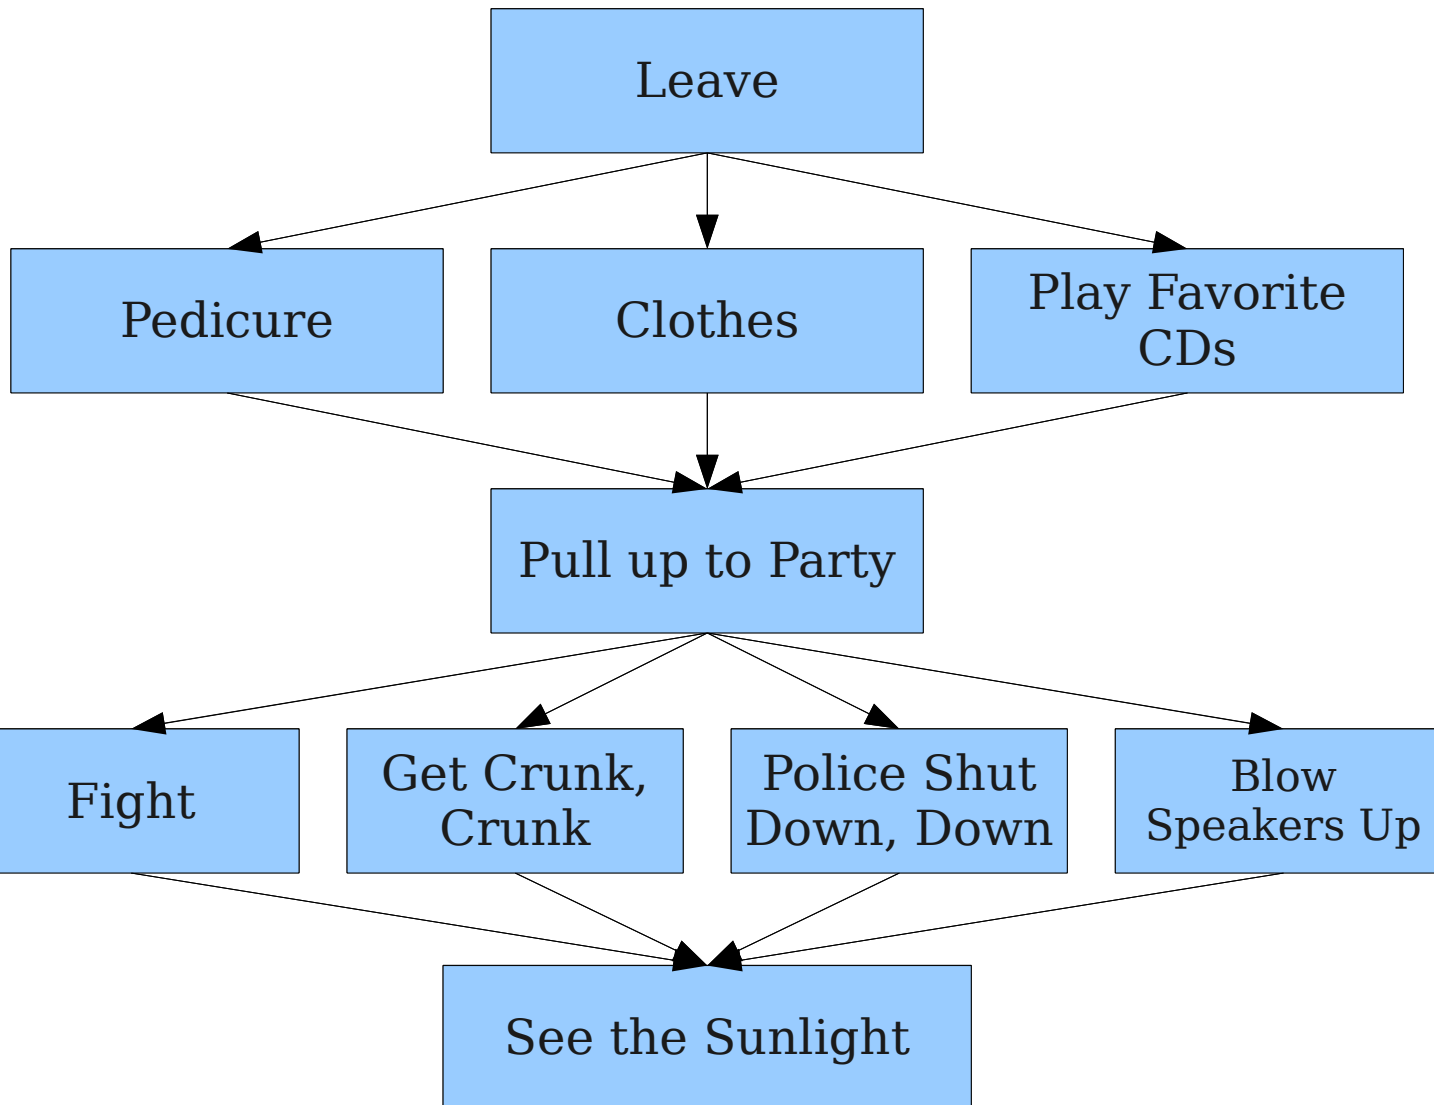 Leave
Pedicure
Clothes
Play Favorite
CDs
Pull up to Party
Fight
Get Crunk,
Crunk
Police Shut
Down, Down
Blow
Speakers Up
See the Sunlight